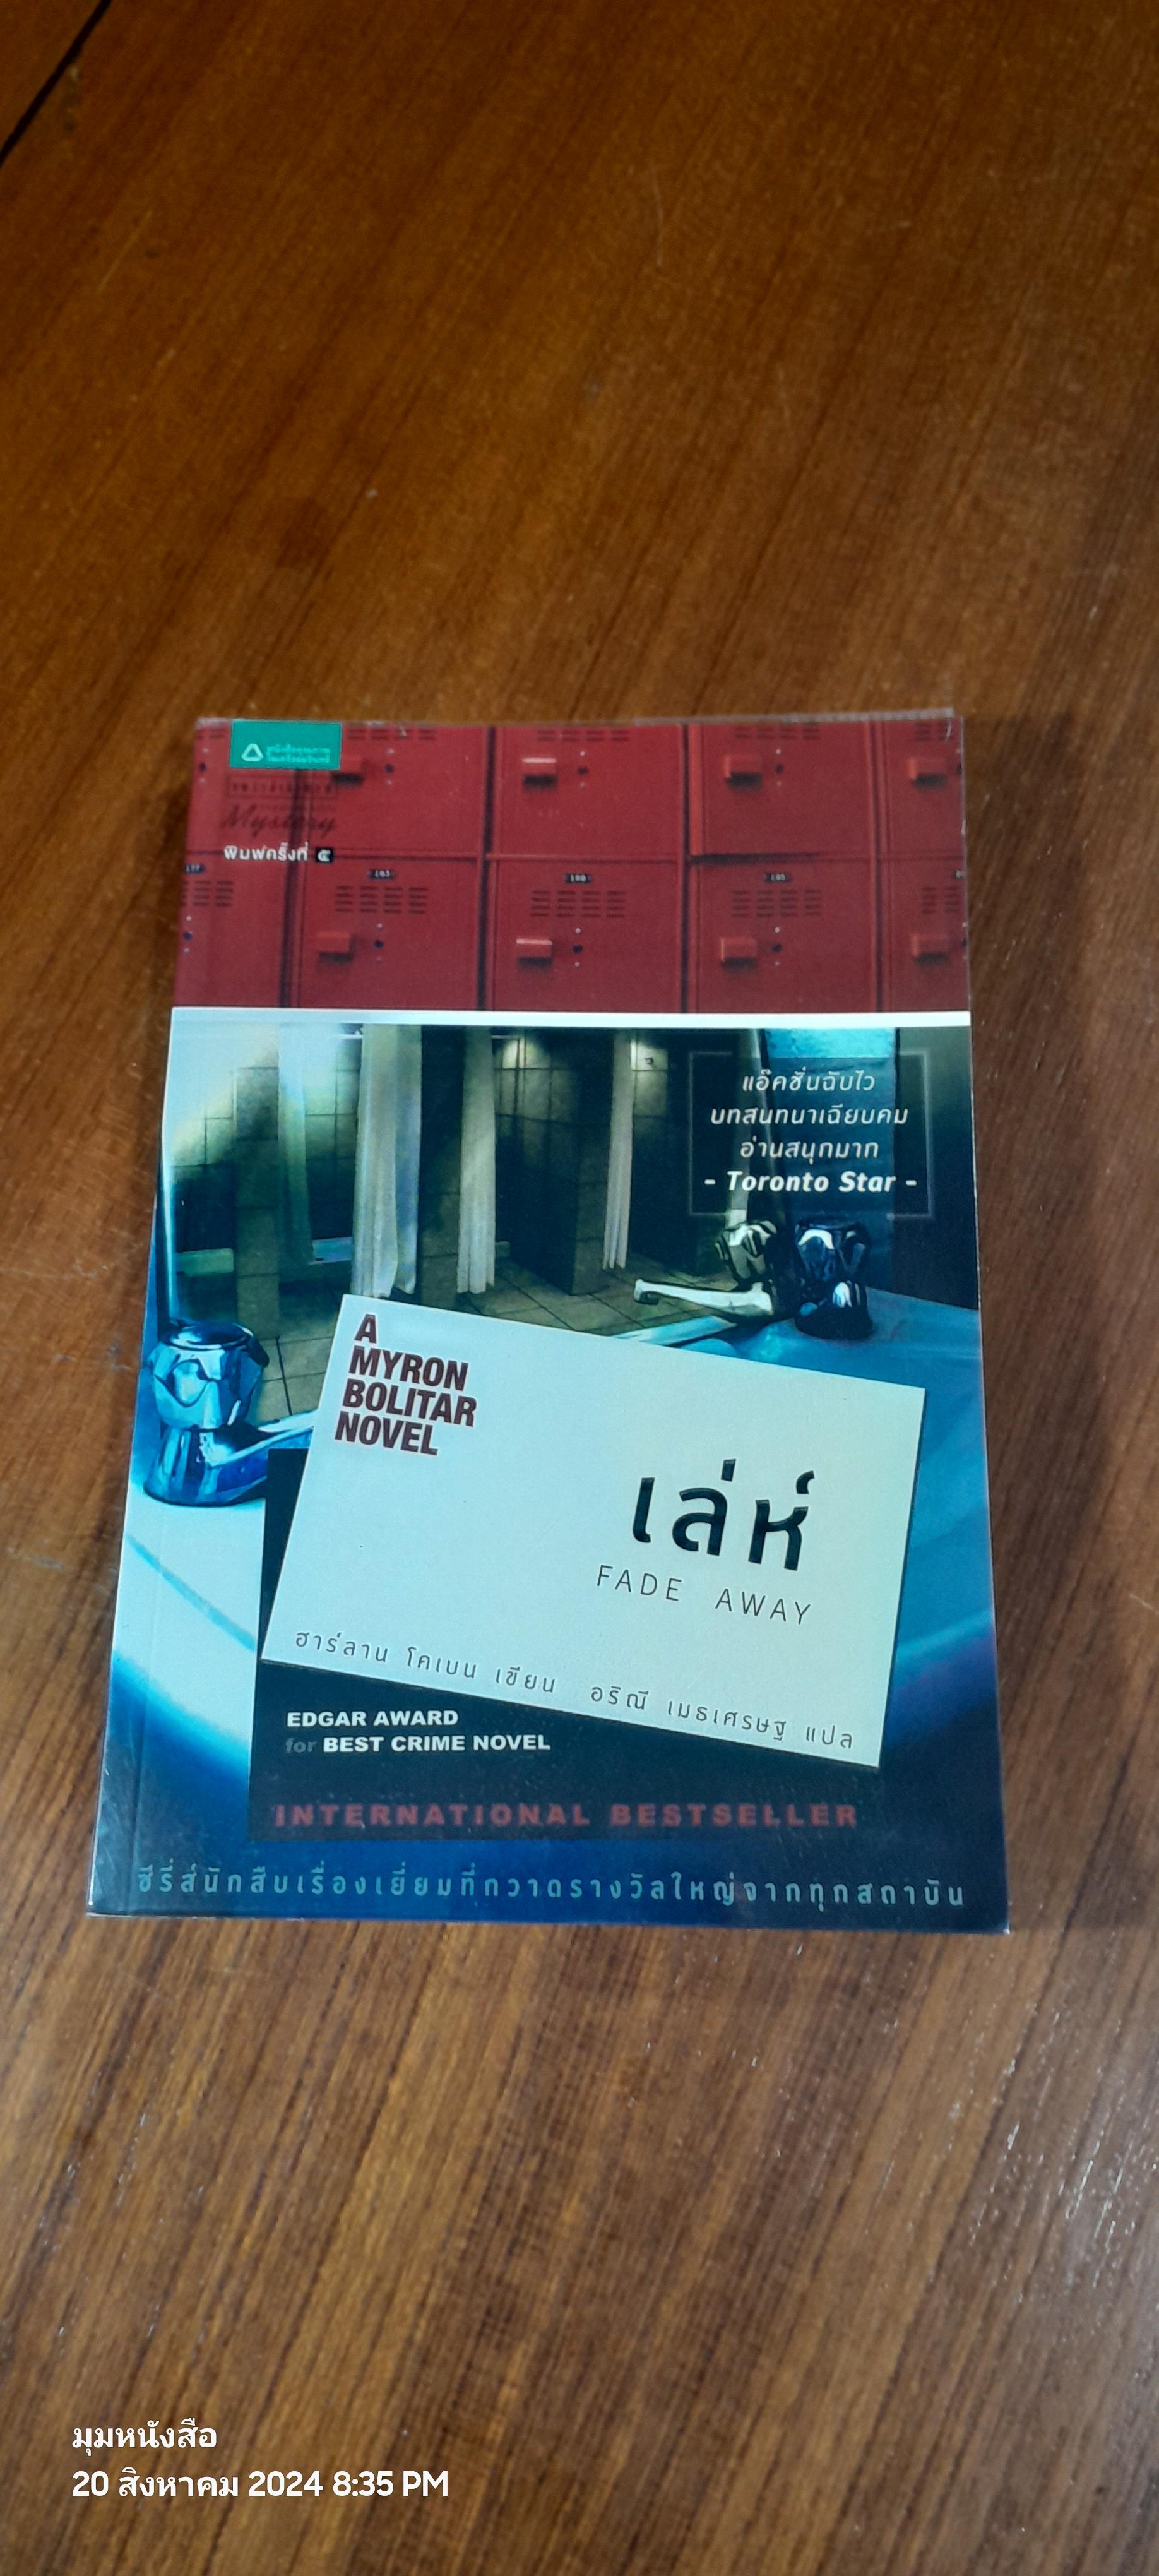 Mystery
พิมพ์ครั้งที่ ๕
183
185
แอ๊คชั่นฉับไว
บทสนทนาเฉียบคม
อ่านสนุกมาก
- Toronto Star -
A
MYRON
BOLITAR
NOVEL
เล่ห์
FADE AWAY
ฮาร์ลาน โคเบน เขียน อริณี เมธเศรษฐ แปล
EDGAR AWARD
for BEST CRIME NOVEL
INTERNATIONAL BESTSELLER
ซีรี่ส์นักสืบเรื่องเยี่ยมที่กวาดรางวัลใหญ่จากทุกสถาบัน
มุมหนังสือ
20 สิงหาคม 2024 8:35 PM